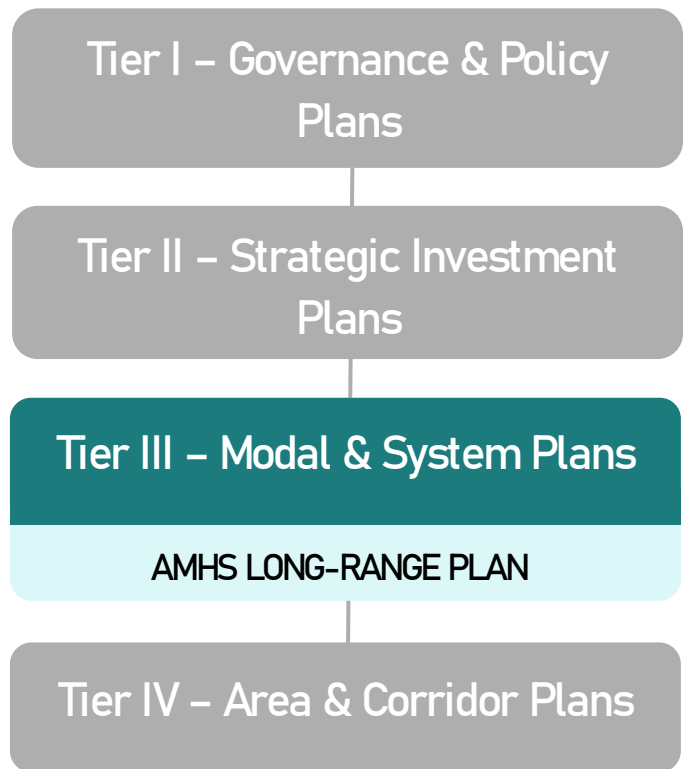 Tier I – Governance & Policy
Plans
Tier II – Strategic Investment
Plans
Tier III – Modal & System Plans
AMHS LONG-RANGE PLAN
Tier IV – Area & Corridor Plans